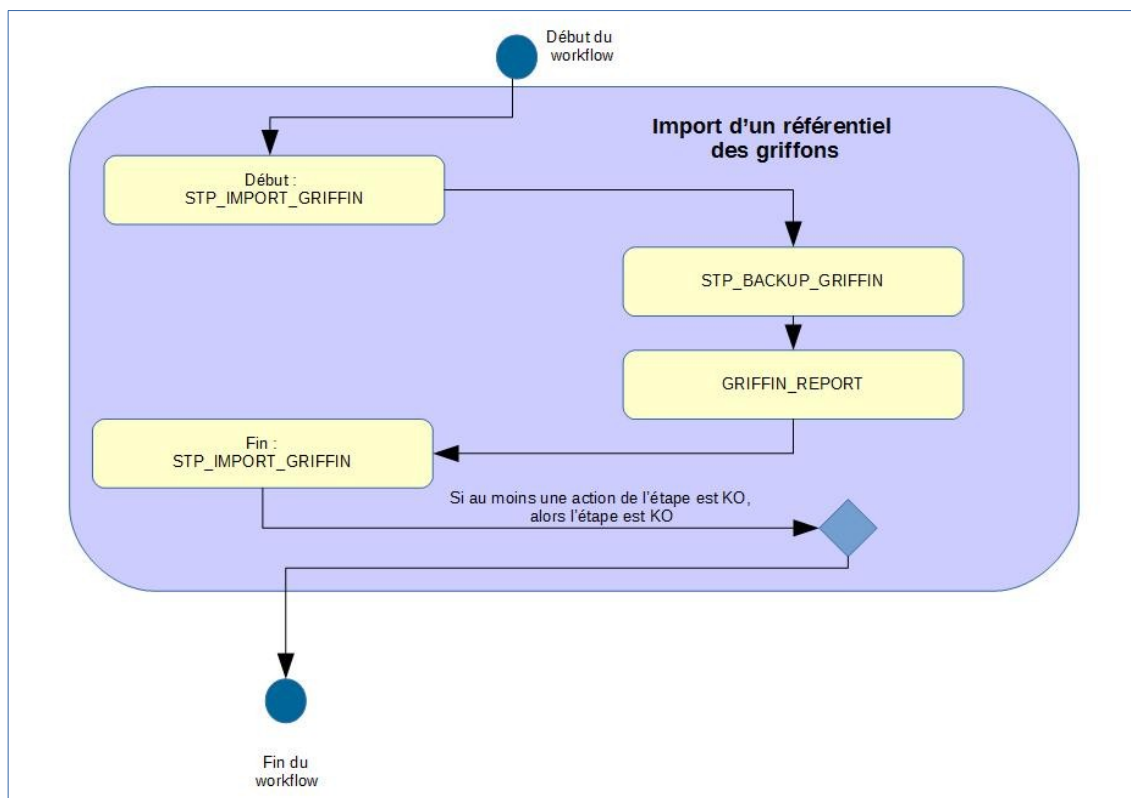 Début du
workflow
Import d’un référentiel
des griffons
Début :
STP_IMPORT_GRIFFIN
STP_BACKUP_GRIFFIN
GRIFFIN_REPORT
Fin :
STP_IMPORT_GRIFFIN
Si au moins une action de l’étape est KO,
alors l’étape est KO
Fin du
workflow